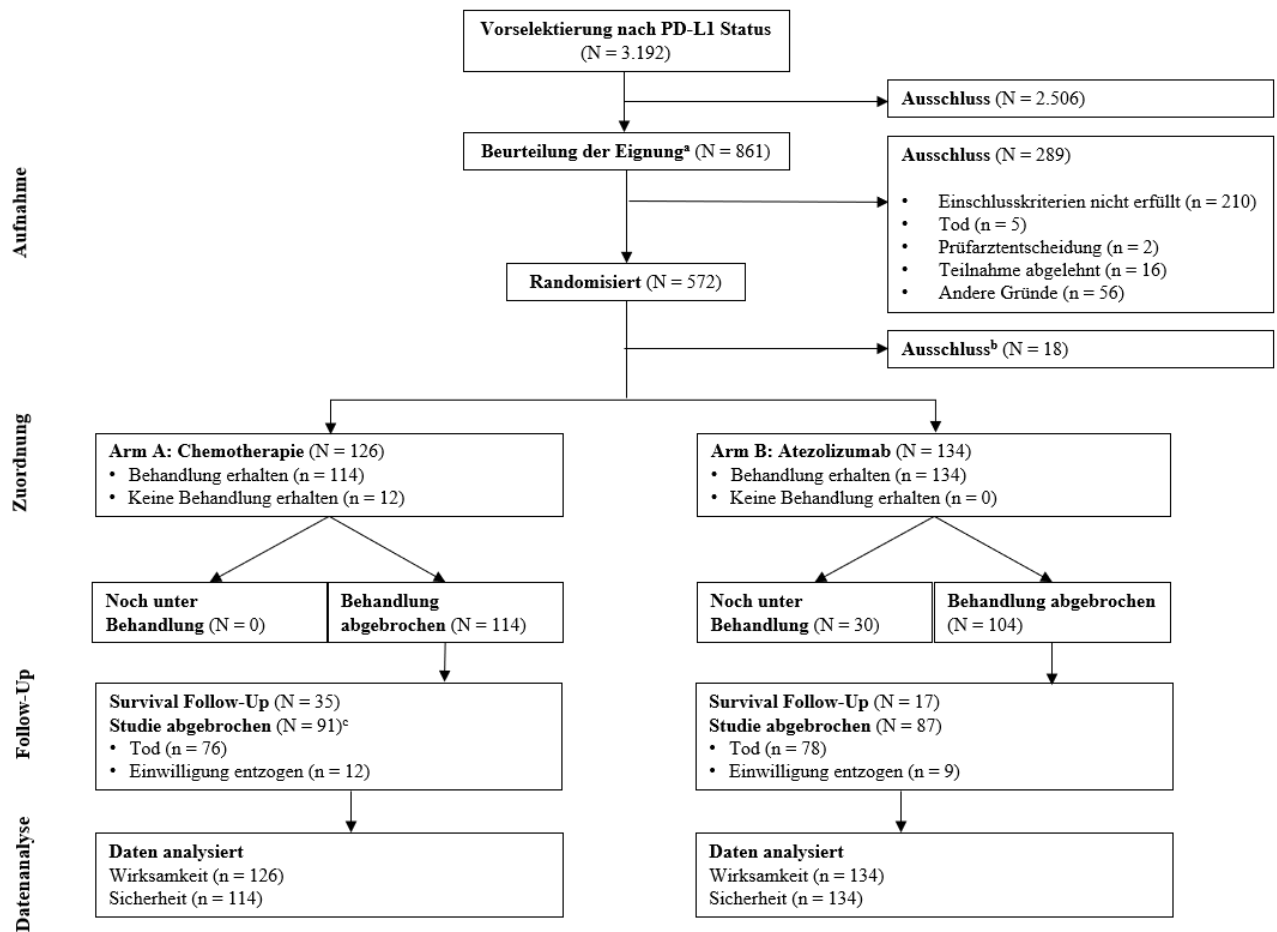 Vorselektierung nach PD-L1 Status
(N = 3.192)
Ausschluss (N = 2.506)
Beurteilung der Eignungᵃ (N = 861)
Ausschluss (N = 289)
• Einschlusskriterien nicht erfüllt (n = 210)
• Tod (n = 5)
• Prüfarztentscheidung (n = 2)
• Teilnahme abgelehnt (n = 16)
• Andere Gründe (n = 56)
Aufnahme
Randomisiert (N = 572)
Ausschlussᵇ (N = 18)
Zuordnung
Arm A: Chemotherapie (N = 126)
• Behandlung erhalten (n = 114)
• Keine Behandlung erhalten (n = 12)
Arm B: Atezolizumab (N = 134)
• Behandlung erhalten (n = 134)
• Keine Behandlung erhalten (n = 0)
Noch unter
Behandlung (N = 0)
Behandlung
abgebrochen (N = 114)
Noch unter
Behandlung (N = 30)
Behandlung abgebrochen
(N = 104)
Follow-Up
Survival Follow-Up (N = 35)
Studie abgebrochen (N = 91)ᶜ
• Tod (n = 76)
• Einwilligung entzogen (n = 12)
Survival Follow-Up (N = 17)
Studie abgebrochen (N = 87)
• Tod (n = 78)
• Einwilligung entzogen (n = 9)
Datenanalyse
Daten analysiert
Wirksamkeit (n = 126)
Sicherheit (n = 114)
Daten analysiert
Wirksamkeit (n = 134)
Sicherheit (n = 134)